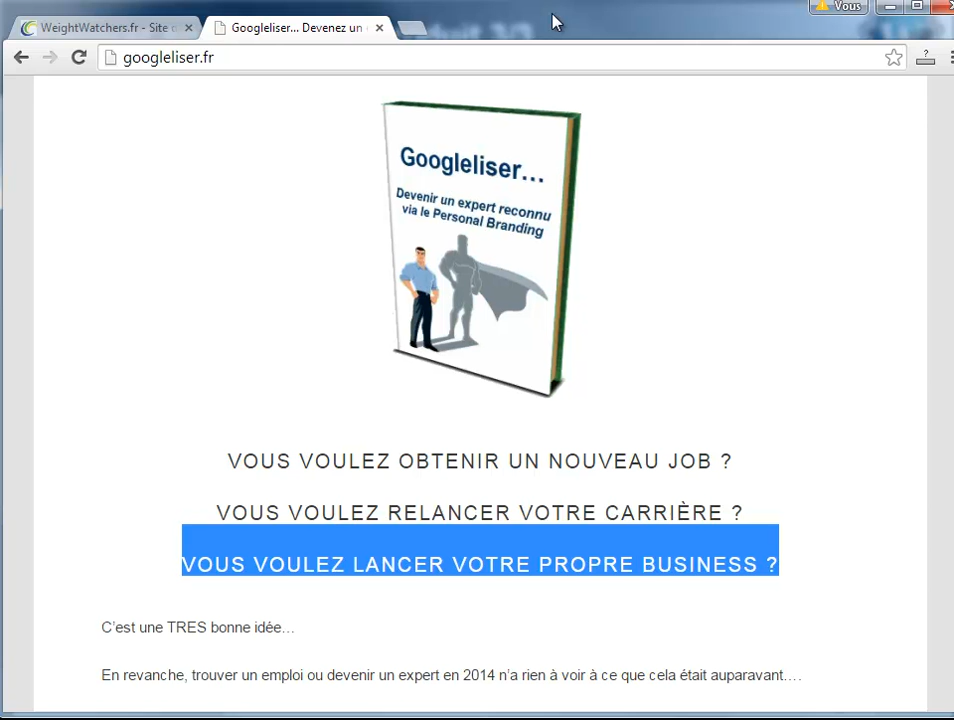 Vous
WeightWatchers.fr - Site d
Googleliser... Devenez un
googleliser.fr
Googleliser...
Devenir un expert reconnu
via le Personal Branding
VOUS VOULEZ OBTENIR UN NOUVEAU JOB ?
VOUS VOULEZ RELANCER VOTRE CARRIÈRE ?
VOUS VOULEZ LANCER VOTRE PROPRE BUSINESS ?
C'est une TRES bonne idée...
En revanche, trouver un emploi ou devenir un expert en 2014 n'a rien à voir à ce que cela était auparavant....